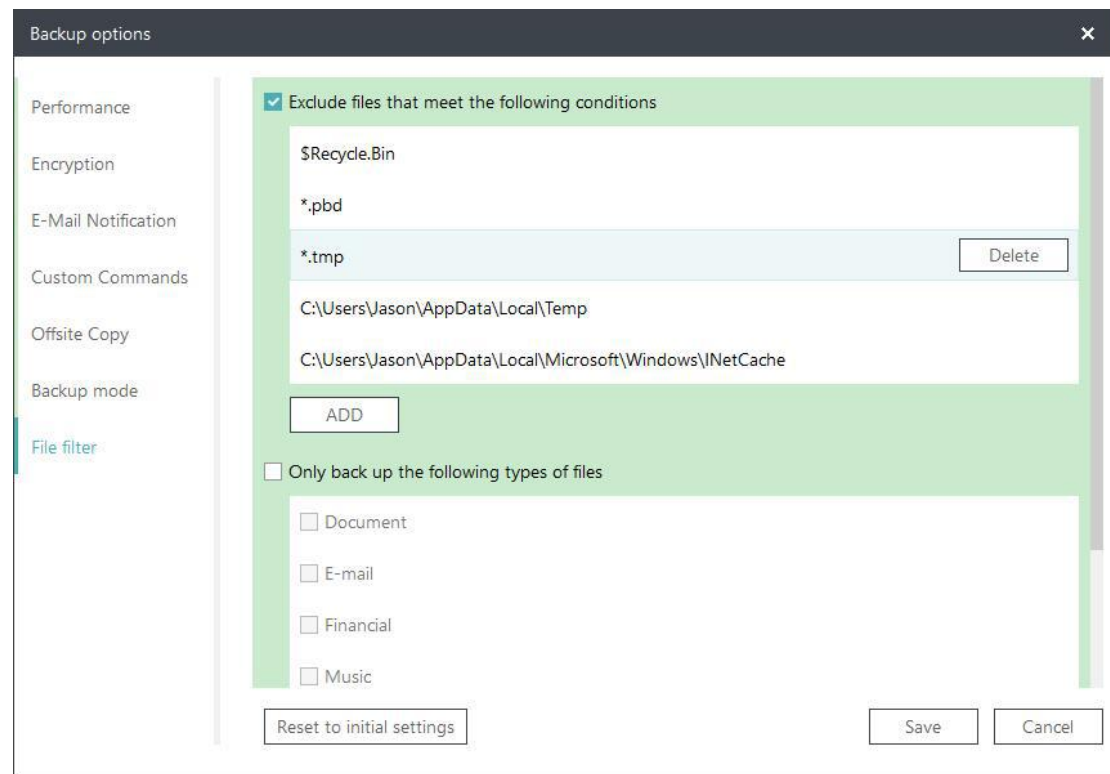 Backup options
Performance
Encryption
E-Mail Notification
Custom Commands
Offsite Copy
Backup mode
File filter
Exclude files that meet the following conditions
$Recycle.Bin
*.pbd
*.tmp
Delete
C:\Users\Jason\AppData\Local\Temp
C:\Users\Jason\AppData\Local\Microsoft\Windows\INetCache
ADD
Only back up the following types of files
Document
E-mail
Financial
Music
Reset to initial settings
Save
Cancel